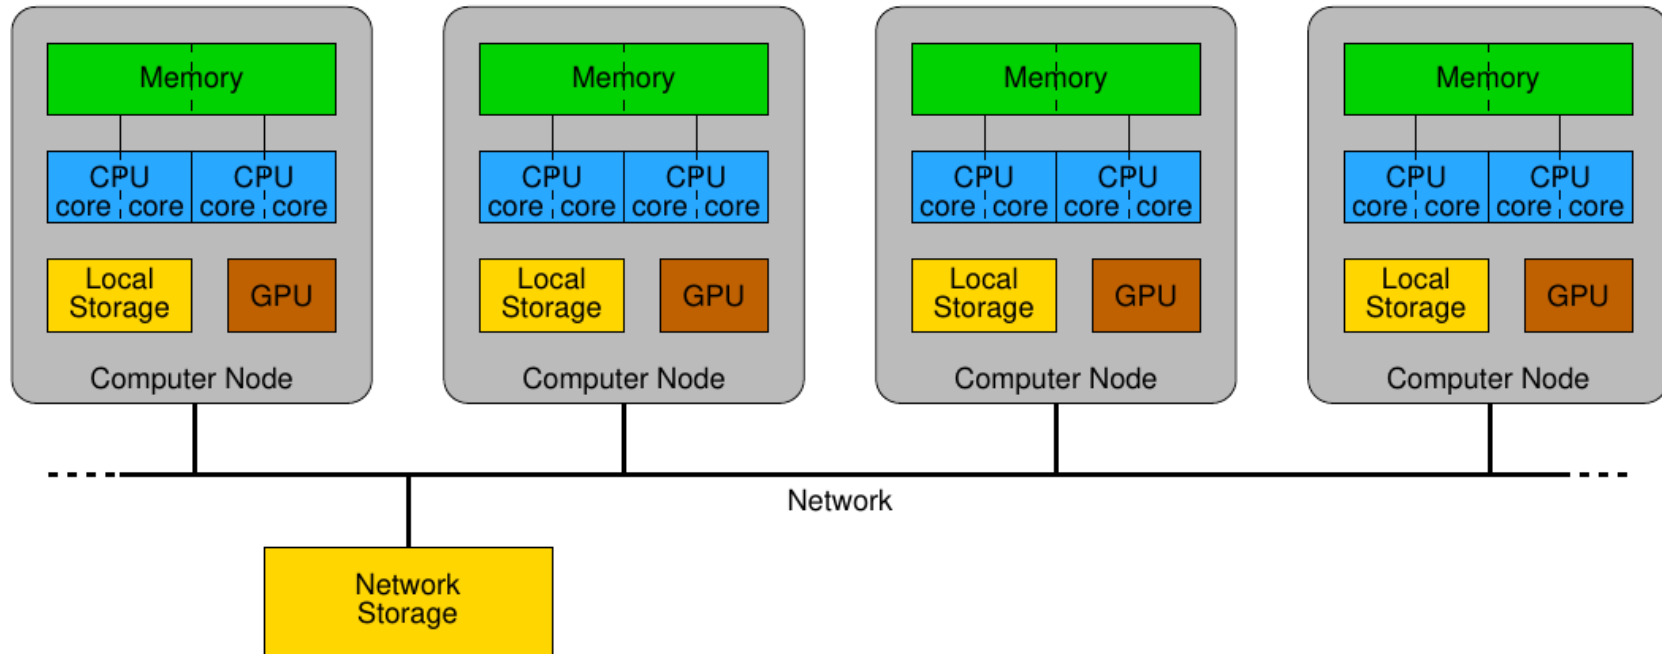 Memory Memory Memory Memory
CPU CPU CPU CPU CPU CPU CPU CPU
core core core core core core core core core core core core core core core core
Local Local Local Local
Storage GPU Storage GPU Storage GPU Storage GPU
Computer Node Computer Node Computer Node Computer Node
Network
Network
Storage